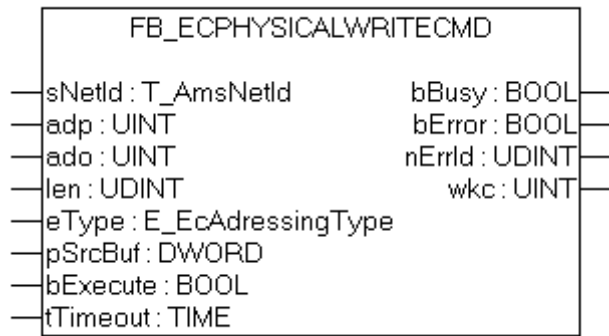 FB_ECPHYSICALWRITECMD
sNetId : T_AmsNetId bBusy : BOOL
adp : UINT bError : BOOL
ado : UINT nErrId : UDINT
len : UDINT wkc : UINT
eType : E_EcAdressingType
pSrcBuf : DWORD
bExecute : BOOL
tTimeout : TIME